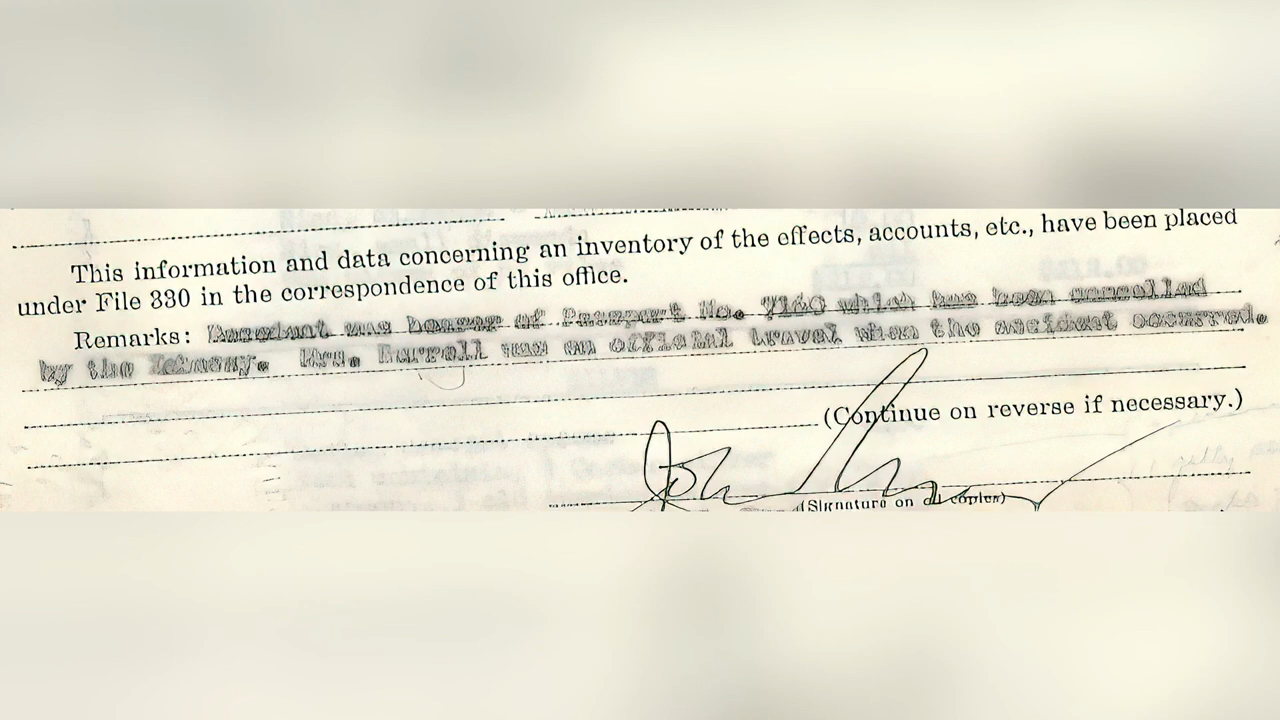 This information and data concerning an inventory of the effects, accounts, etc., have been placed
under File 330 in the correspondence of this office.
Remarks: Decedent was bearer of Passport No. which has been cancelled
by the Embassy. Mrs. was on official travel when the accident occurred.
(Continue on reverse if necessary.)
John
(Signature on all copies)